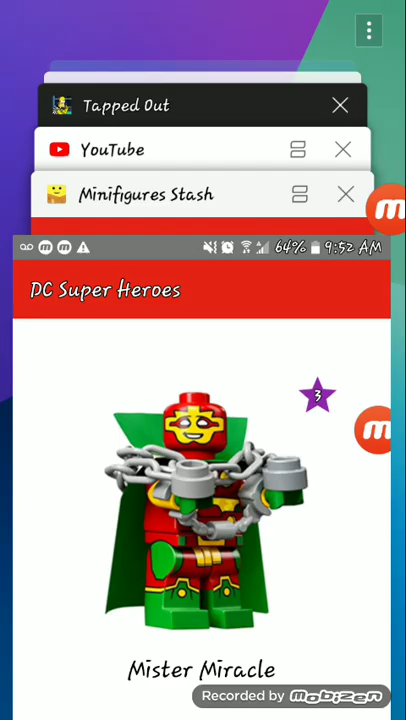 Tapped Out
YouTube
Minifigures Stash
64% 9:52 AM
DC Super Heroes
3
Mister Miracle
Recorded by mobizen